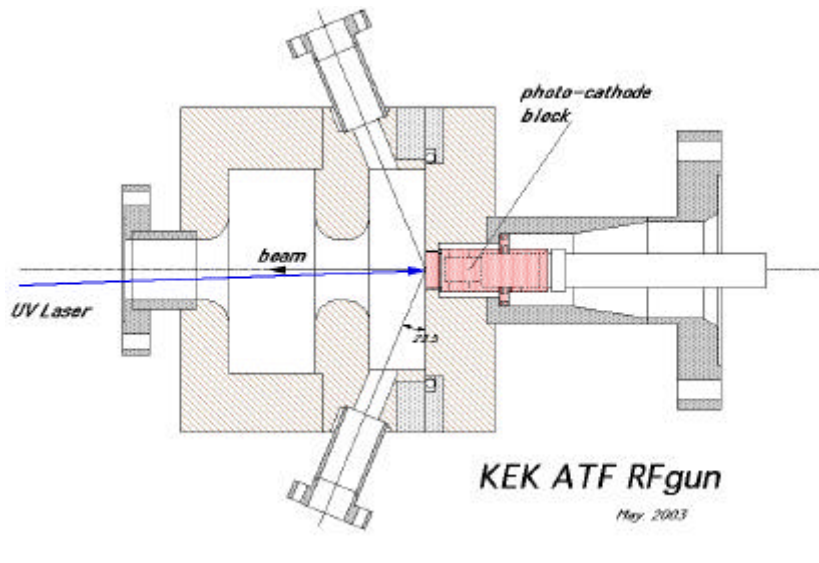 photo-cathode
block
beam
UV Laser
KEK ATF RFgun
May. 2003